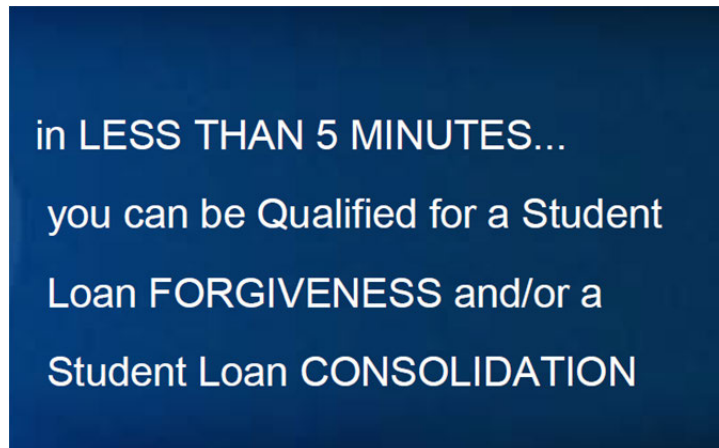 in LESS THAN 5 MINUTES...
you can be Qualified for a Student
Loan FORGIVENESS and/or a
Student Loan CONSOLIDATION